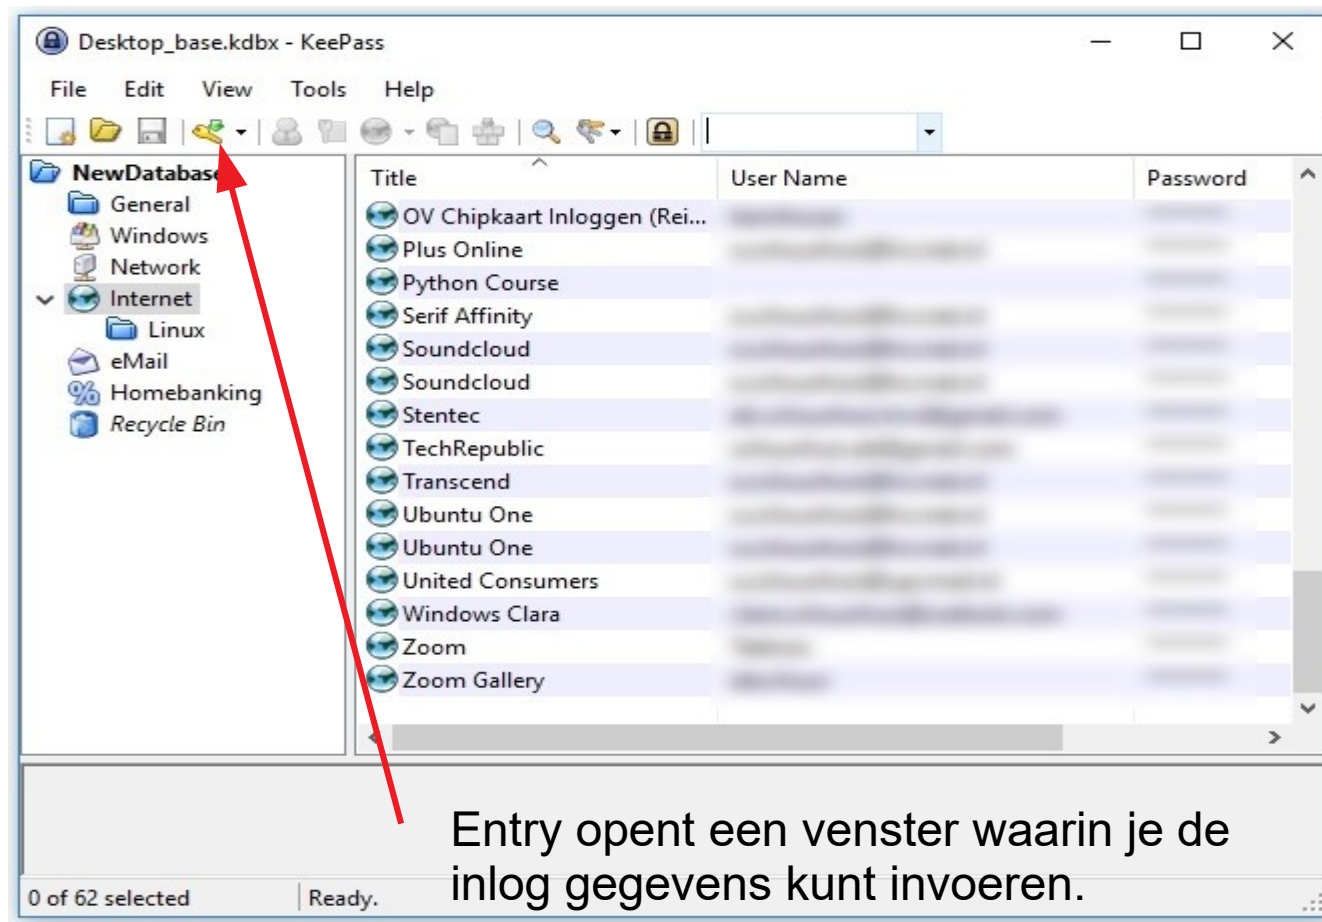 Desktop_base.kdbx - KeePass
File Edit View Tools Help
NewDatabase
General
Windows
Network
Internet
Linux
eMail
Homebanking
Recycle Bin
Title User Name Password
OV Chipkaart Inloggen (Rei...
Plus Online
Python Course
Serif Affinity
Soundcloud
Soundcloud
Stentec
TechRepublic
Transcend
Ubuntu One
Ubuntu One
United Consumers
Windows Clara
Zoom
Zoom Gallery
Entry opent een venster waarin je de
inlog gegevens kunt invoeren.
0 of 62 selected Ready.